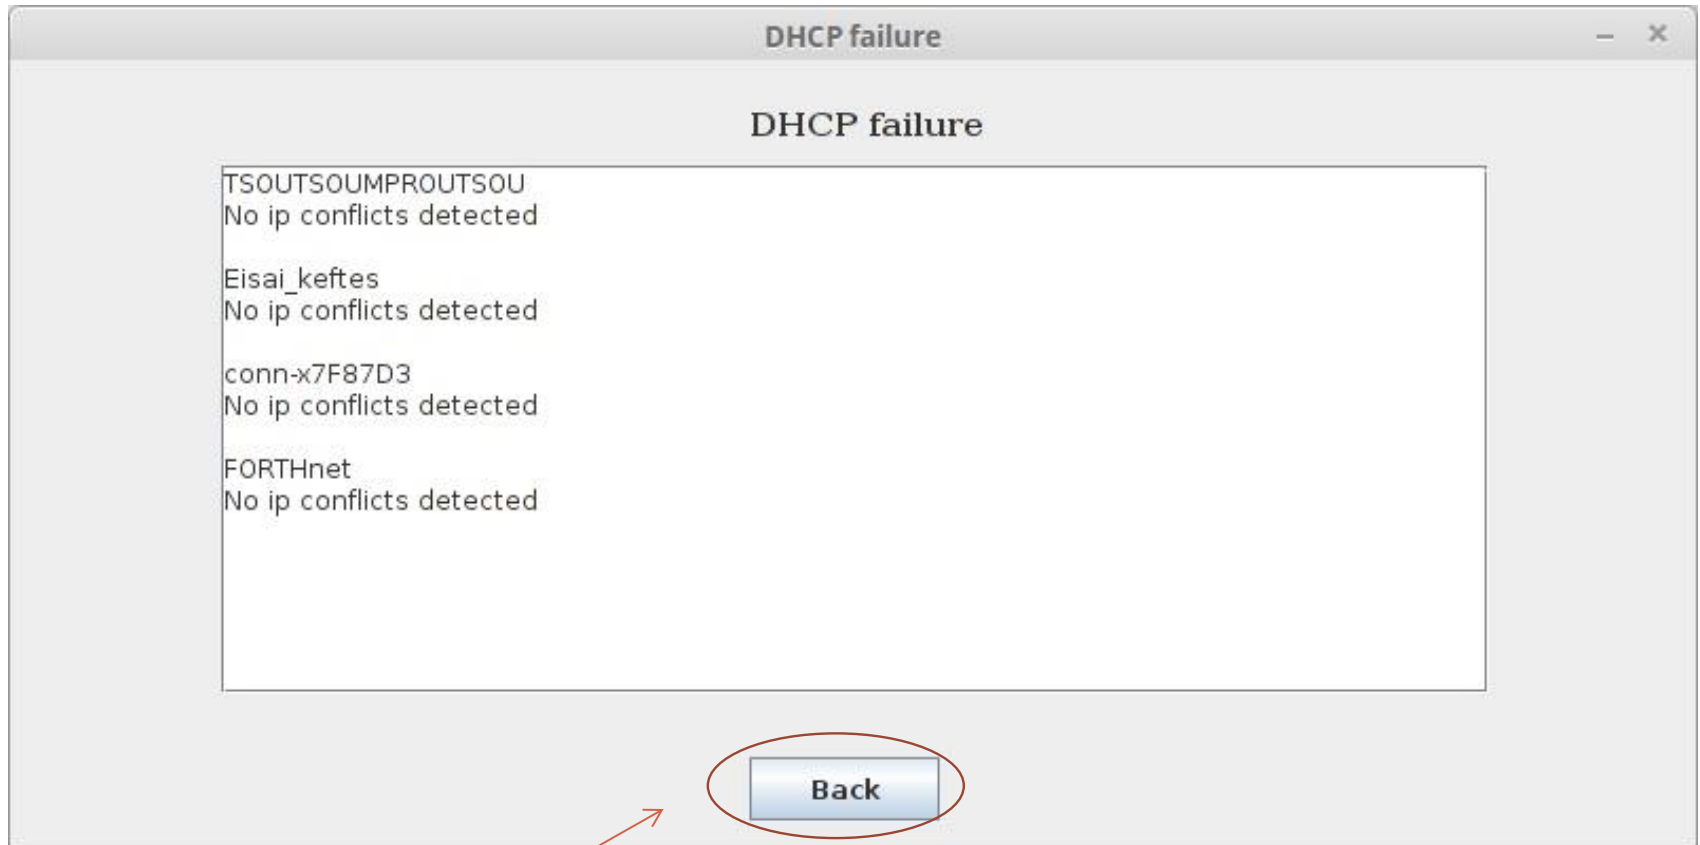 DHCP failure
DHCP failure
TSOUTSOUMPROUTSOU
No ip conflicts detected
Eisai_keftes
No ip conflicts detected
conn-x7F87D3
No ip conflicts detected
FORTHnet
No ip conflicts detected
Back